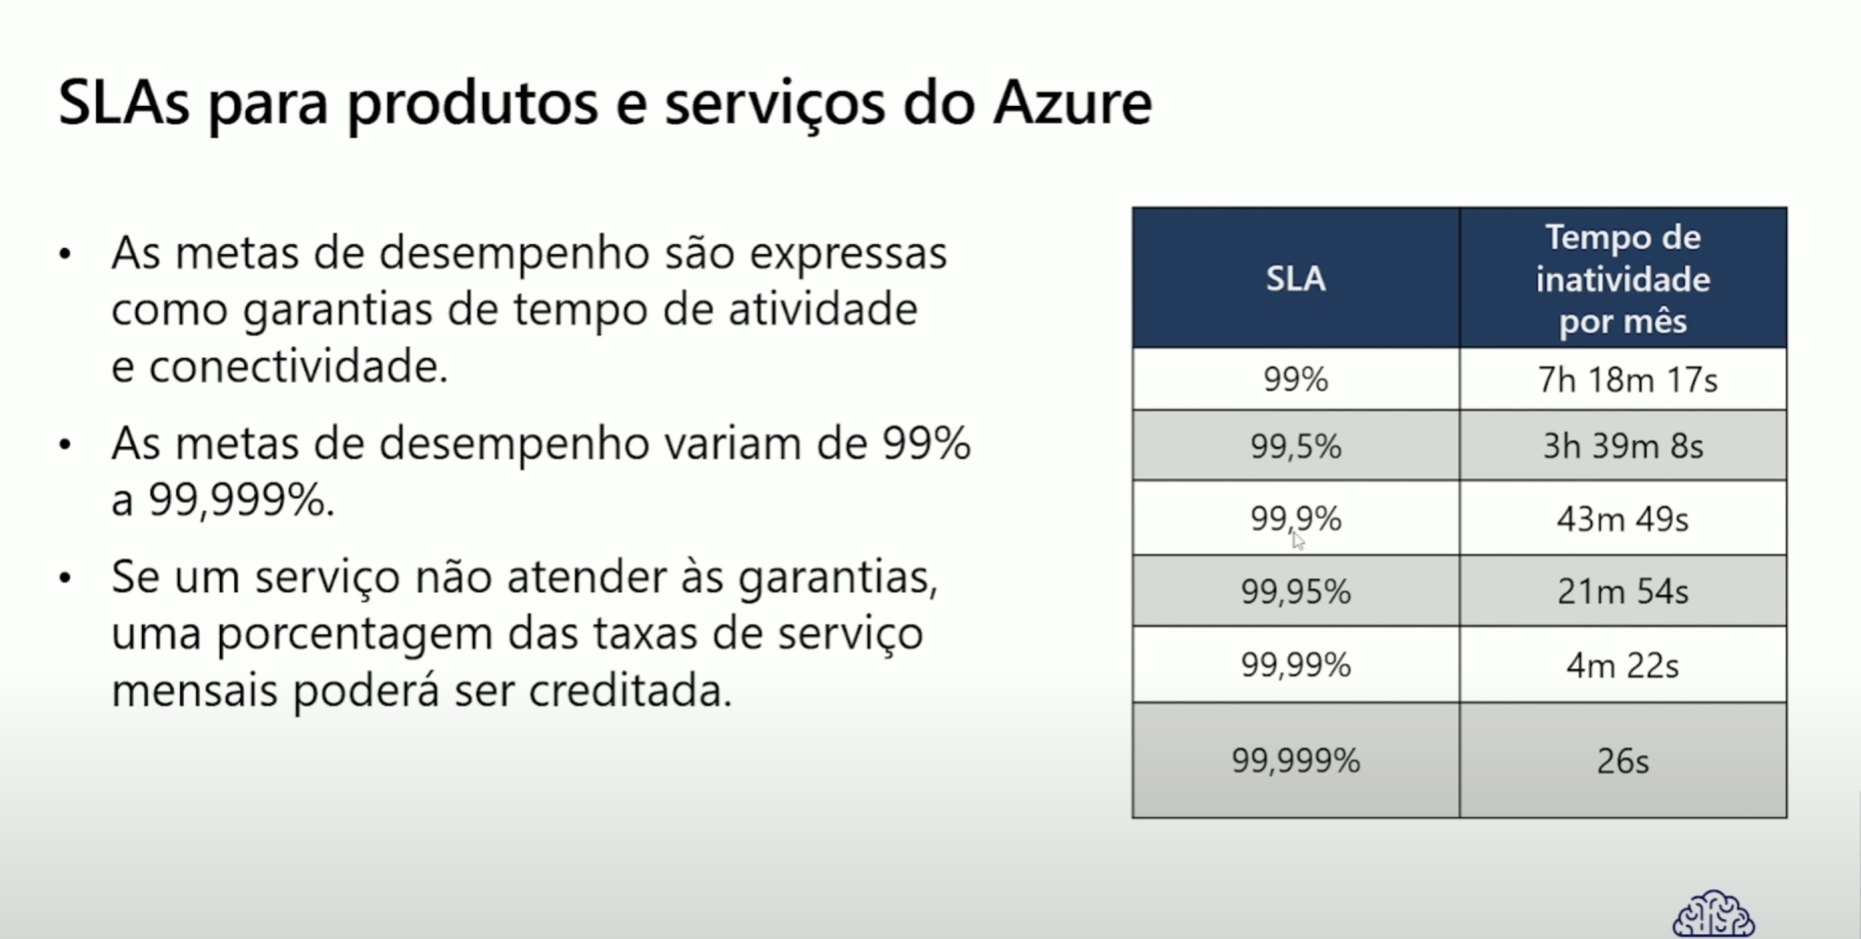 SLAs para produtos e serviços do Azure
• As metas de desempenho são expressas
como garantias de tempo de atividade
e conectividade.
• As metas de desempenho variam de 99%
a 99,999%.
• Se um serviço não atender às garantias,
uma porcentagem das taxas de serviço
mensais poderá ser creditada.
SLA
Tempo de
inatividade
por mês
99% 7h 18m 17s
99,5% 3h 39m 8s
99,9% 43m 49s
99,95% 21m 54s
99,99% 4m 22s
99,999% 26s